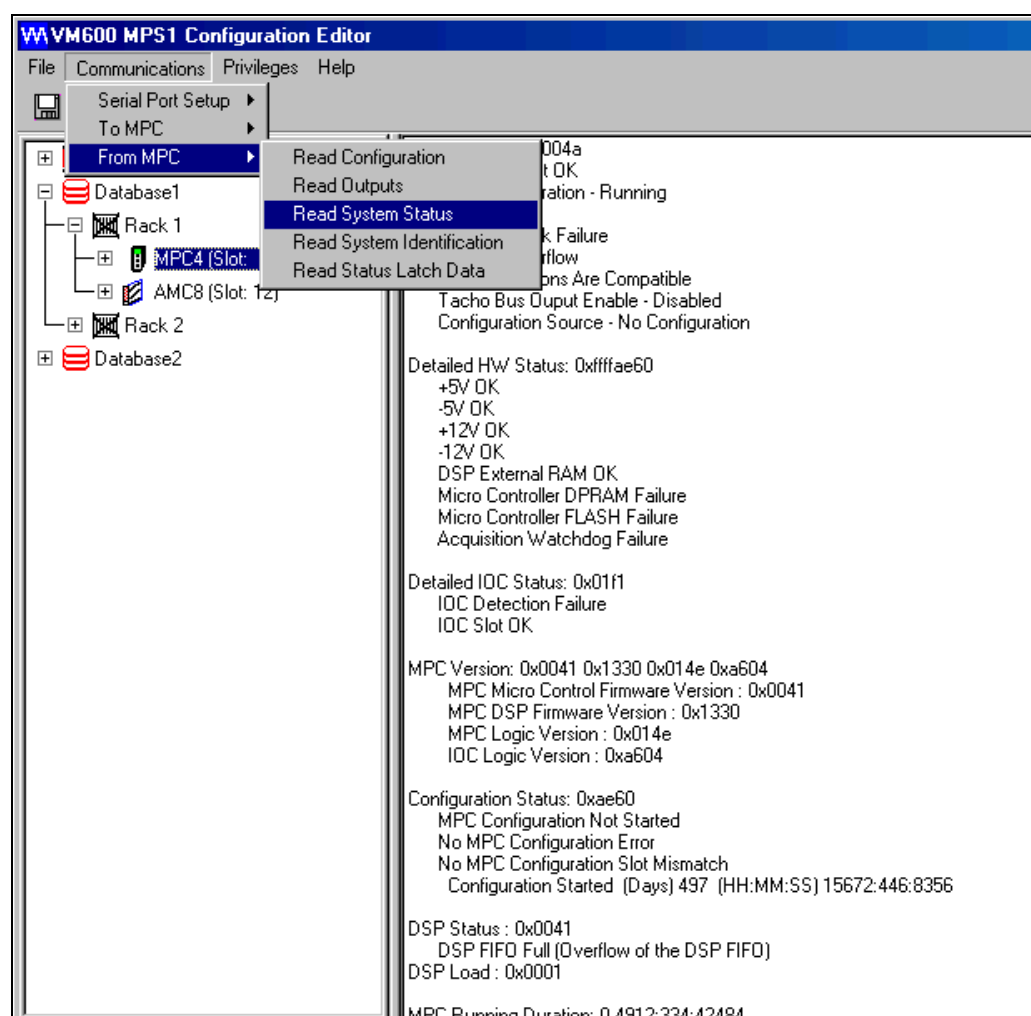 VM600 MPS1 Configuration Editor
File Communications Privileges Help
Serial Port Setup
To MPC
From MPC
Read Configuration
Read Outputs
Read System Status
Read System Identification
Read Status Latch Data
Database1
Rack 1
MPC4 (Slot:
AMC8 (Slot: 12)
Rack 2
Database2
004a
t OK
ration - Running
k Failure
rflow
ons Are Compatible
Tacho Bus Ouput Enable - Disabled
Configuration Source - No Configuration
Detailed HW Status: 0xffffae60
+5V OK
-5V OK
+12V OK
-12V OK
DSP External RAM OK
Micro Controller DPRAM Failure
Micro Controller FLASH Failure
Acquisition Watchdog Failure
Detailed IOC Status: 0x01f1
IOC Detection Failure
IOC Slot OK
MPC Version: 0x0041 0x1330 0x014e 0xa604
MPC Micro Control Firmware Version : 0x0041
MPC DSP Firmware Version : 0x1330
MPC Logic Version : 0x014e
IOC Logic Version : 0xa604
Configuration Status: 0xae60
MPC Configuration Not Started
No MPC Configuration Error
No MPC Configuration Slot Mismatch
Configuration Started (Days) 497 (HH:MM:SS) 15672:446:8356
DSP Status : 0x0041
DSP FIFO Full (Overflow of the DSP FIFO)
DSP Load : 0x0001
MPC Running Duration: 0 4912:334:42484